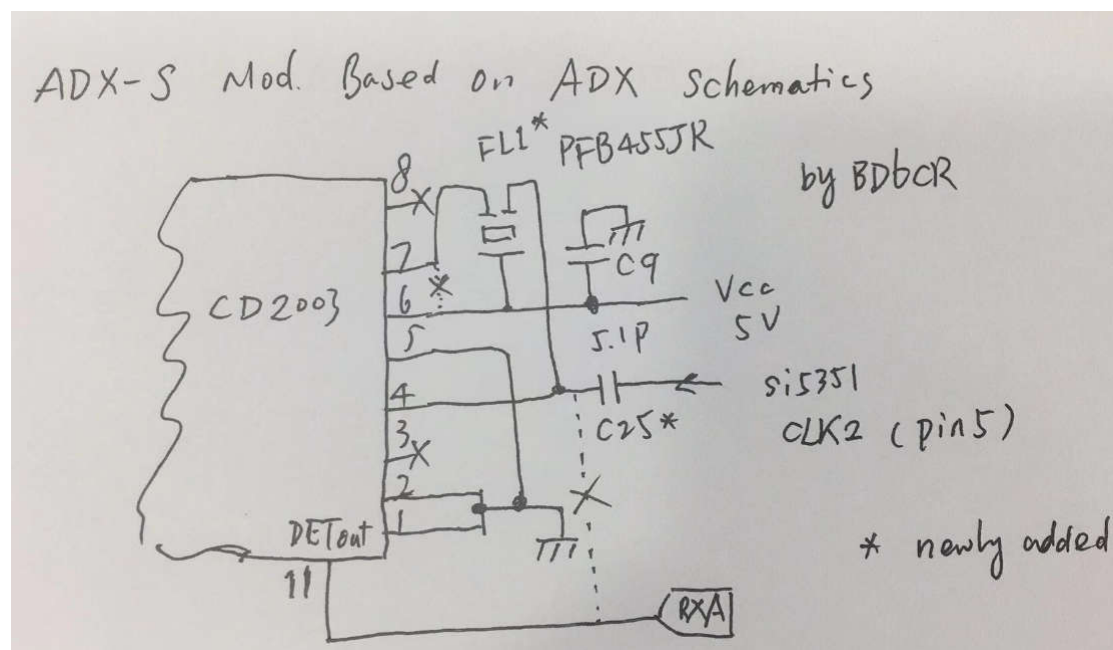 ADX-S Mod. Based on ADX Schematics
FL1* PFB455JR
by BD6CR
8
7
6
5
4
3
2
1
CD2003
C9
Vcc
5V
5.1P
C25*
Si5351
CLK2 (pin5)
DETout
11
* newly added
RXA